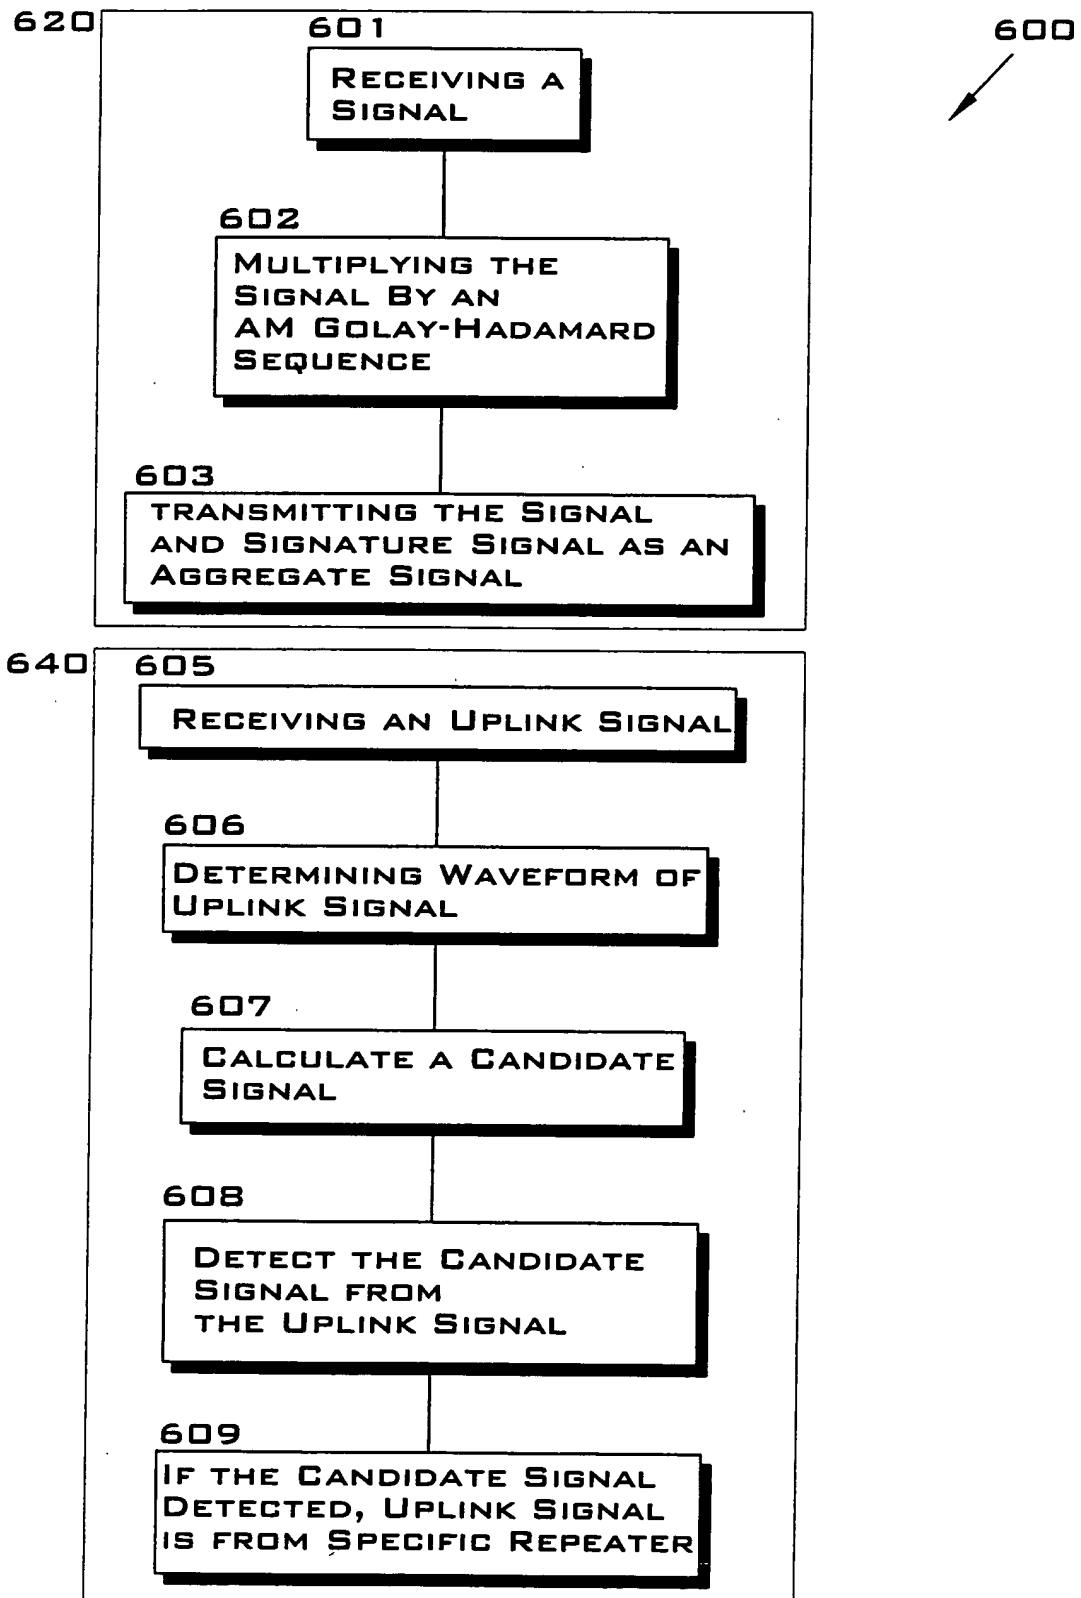 620
601
600
RECEIVING A
SIGNAL
602
MULTIPLYING THE
SIGNAL BY AN
AM GOLAY-HADAMARD
SEQUENCE
603
TRANSMITTING THE SIGNAL
AND SIGNATURE SIGNAL AS AN
AGGREGATE SIGNAL
640
605
RECEIVING AN UPLINK SIGNAL
606
DETERMINING WAVEFORM OF
UPLINK SIGNAL
607
CALCULATE A CANDIDATE
SIGNAL
608
DETECT THE CANDIDATE
SIGNAL FROM
THE UPLINK SIGNAL
609
IF THE CANDIDATE SIGNAL
DETECTED, UPLINK SIGNAL
IS FROM SPECIFIC REPEATER